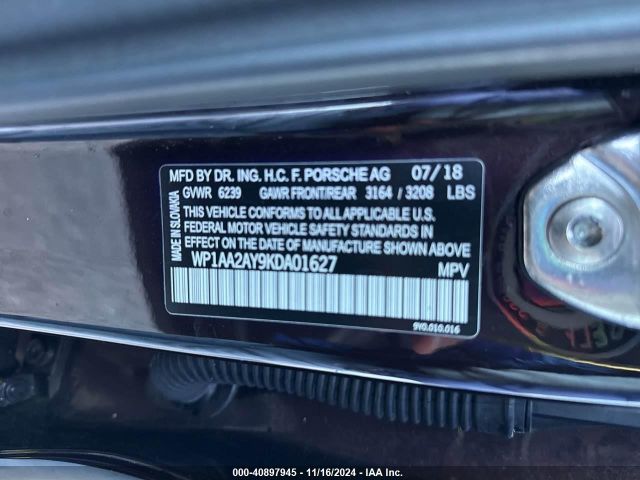 MFD BY DR. ING. H.C. F. PORSCHE AG 07/18
GVWR 6239 GAWR FRONT/REAR 3164 / 3208 LBS
MADE IN SLOVAKIA
THIS VEHICLE CONFORMS TO ALL APPLICABLE U.S.
FEDERAL MOTOR VEHICLE SAFETY STANDARDS IN
EFFECT ON THE DATE OF MANUFACTURE SHOWN ABOVE
WP1AA2AY9KDA01627 MPV
9Y0.010.016
000-40897945 - 11/16/2024 - IAA Inc.